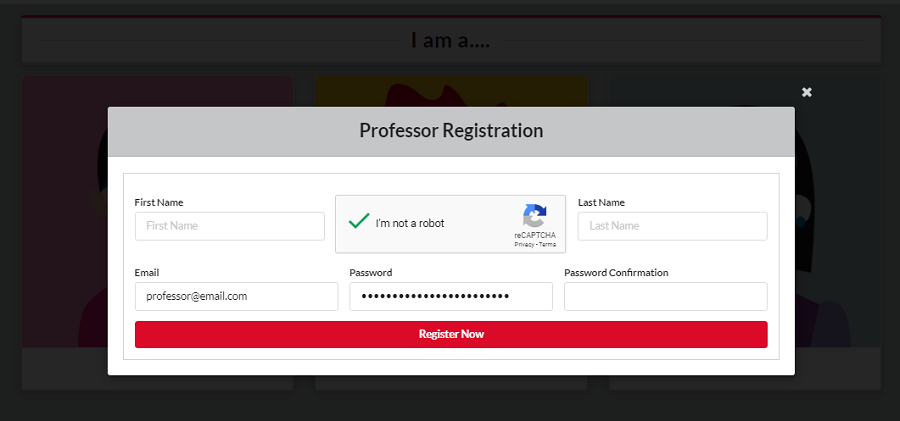 I am a....
Professor Registration
First Name
First Name
I'm not a robot
reCAPTCHA
Privacy - Terms
Last Name
Last Name
Email
professor@email.com
Password
••••••••••••••••••••••••
Password Confirmation
Register Now